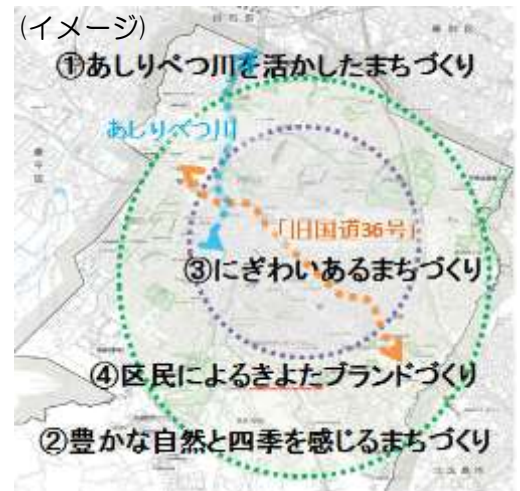 (イメージ)
白石区
①あしりべつ川を活かしたまちづくり
あしりべつ川
「旧国道36号」
③にぎわいあるまちづくり
④区民によるきよたブランドづくり
②豊かな自然と四季を感じるまちづくり